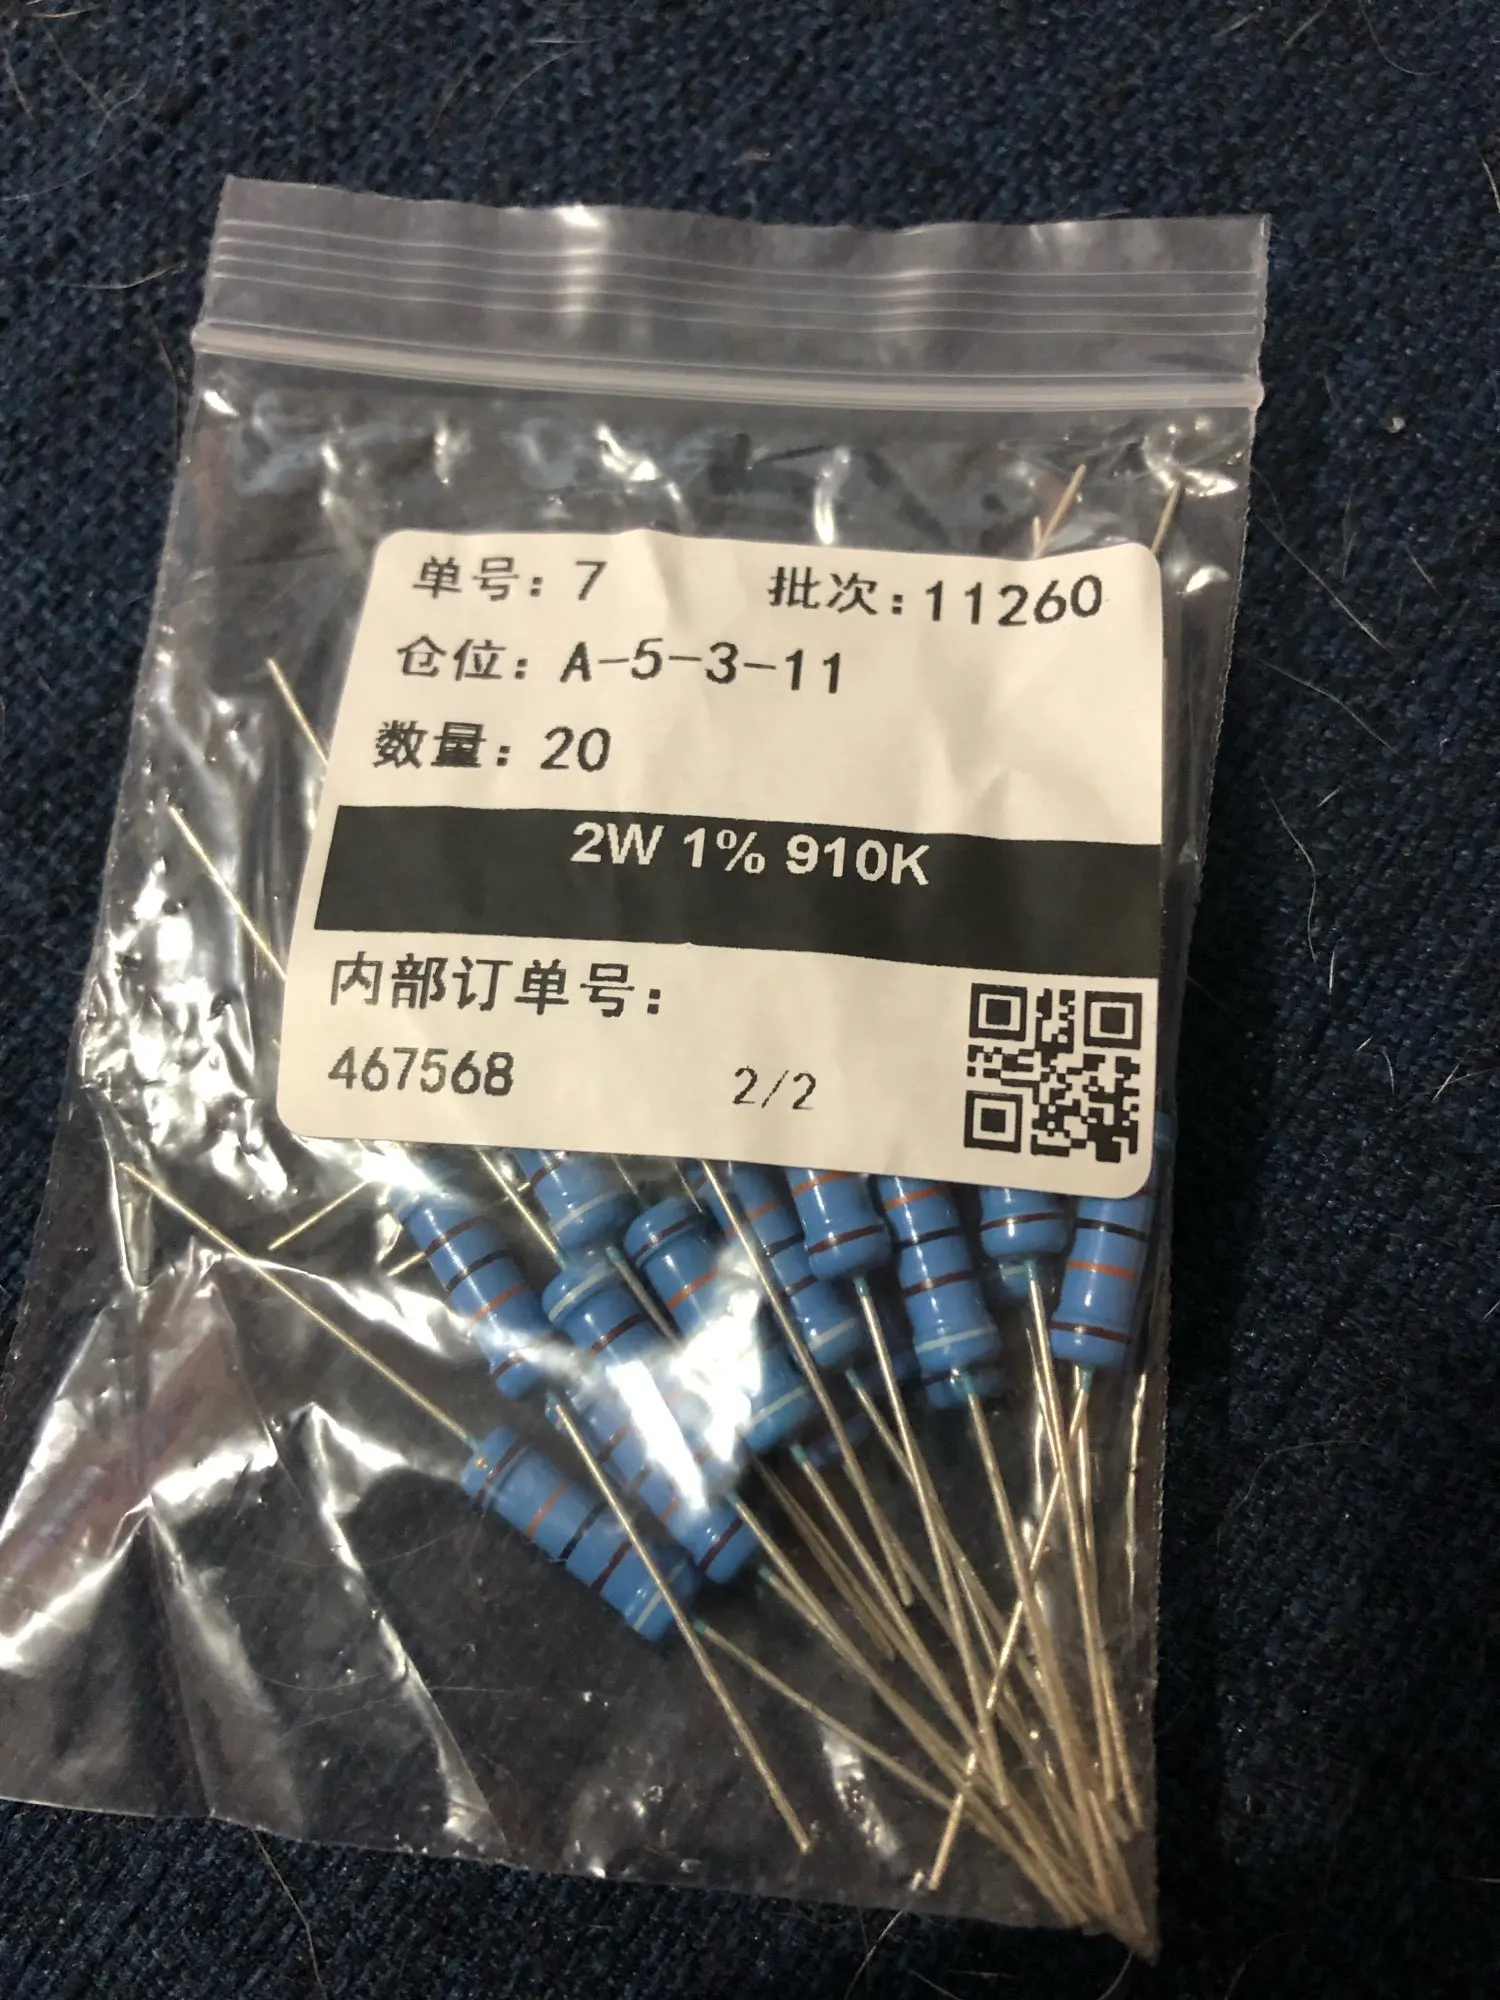 单号：7 批次：11260
仓位：A-5-3-11
数量：20
2W 1% 910K
内部订单号：
467568 2/2